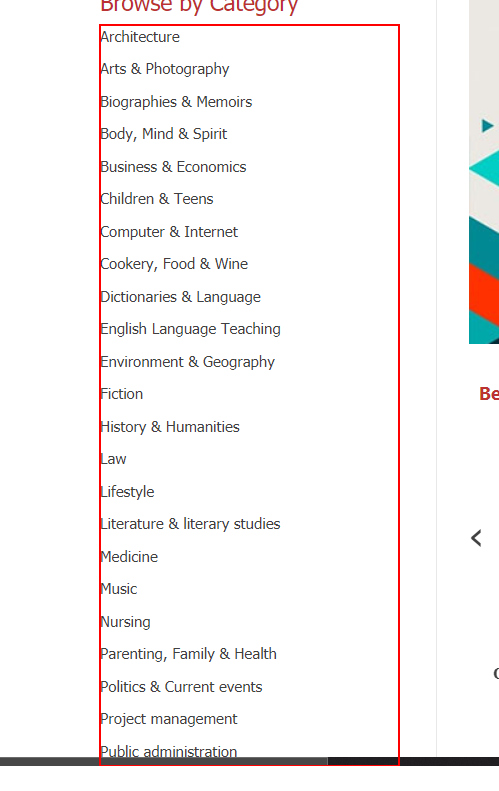 Browse by Category
Architecture
Arts & Photography
Biographies & Memoirs
Body, Mind & Spirit
Business & Economics
Children & Teens
Computer & Internet
Cookery, Food & Wine
Dictionaries & Language
English Language Teaching
Environment & Geography
Fiction
Be
History & Humanities
Law
Lifestyle
Literature & literary studies
Medicine
Music
Nursing
Parenting, Family & Health
Politics & Current events
Project management
Public administration